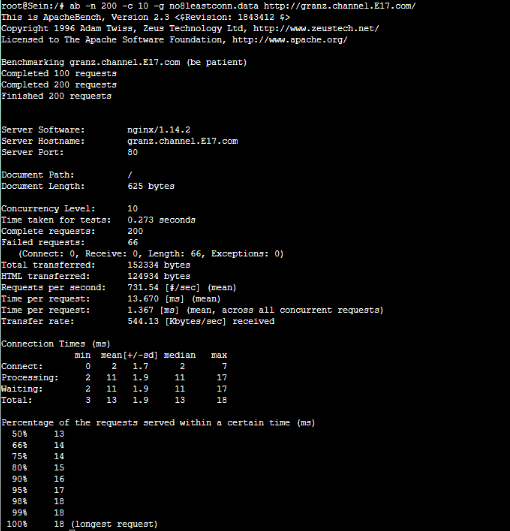 root@Sein:/# ab -n 200 -c 10 -g no8leastconn.data http://granz.channel.E17.com/
This is ApacheBench, Version 2.3 <$Revision: 1843412 $>
Copyright 1996 Adam Twiss, Zeus Technology Ltd, http://www.zeustech.net/
Licensed to The Apache Software Foundation, http://www.apache.org/

Benchmarking granz.channel.E17.com (be patient)
Completed 100 requests
Completed 200 requests
Finished 200 requests

Server Software:        nginx/1.14.2
Server Hostname:        granz.channel.E17.com
Server Port:            80

Document Path:          /
Document Length:        625 bytes

Concurrency Level:      10
Time taken for tests:   0.273 seconds
Complete requests:      200
Failed requests:        66
   (Connect: 0, Receive: 0, Length: 66, Exceptions: 0)
Total transferred:      152334 bytes
HTML transferred:       124934 bytes
Requests per second:    731.54 [#/sec] (mean)
Time per request:       13.670 [ms] (mean)
Time per request:       1.367 [ms] (mean, across all concurrent requests)
Transfer rate:          544.13 [Kbytes/sec] received

Connection Times (ms)
              min  mean[+/-sd] median   max
Connect:        0    2   1.7      2       7
Processing:     2   11   1.9     11      17
Waiting:        2   11   1.9     11      17
Total:          3   13   1.9     13      18

Percentage of the requests served within a certain time (ms)
  50%     13
  66%     14
  75%     14
  80%     15
  90%     16
  95%     17
  98%     18
  99%     18
 100%     18 (longest request)